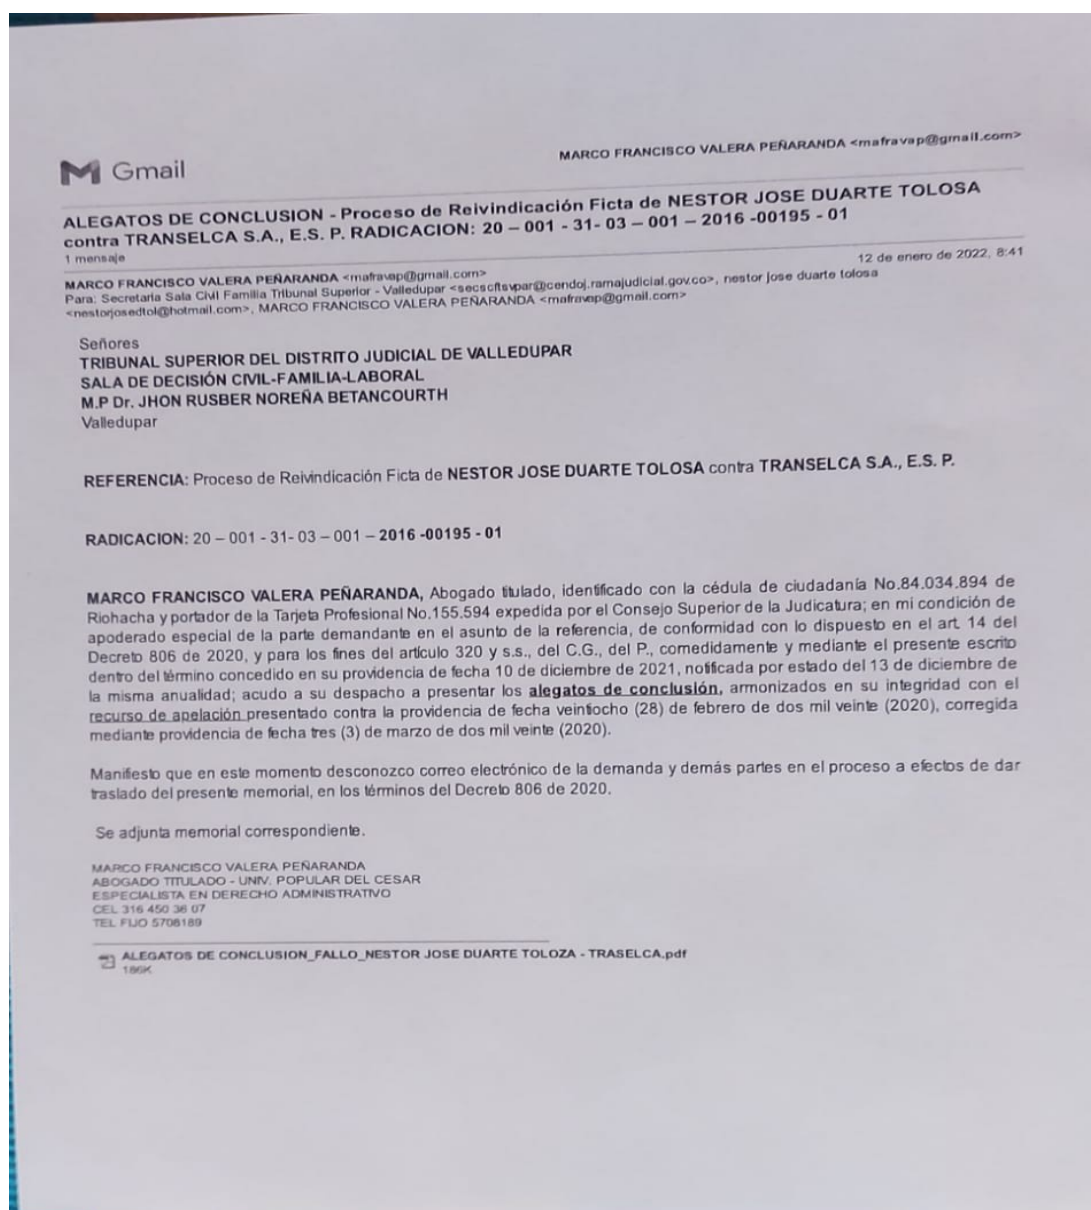 MARCO FRANCISCO VALERA PEÑARANDA <mafravap@gmail.com>
Gmail
ALEGATOS DE CONCLUSION - Proceso de Reivindicación Ficta de NESTOR JOSE DUARTE TOLOSA
contra TRANSELCA S.A., E.S. P. RADICACION: 20 – 001 - 31- 03 – 001 – 2016 -00195 - 01
1 mensaje
12 de enero de 2022, 8:41
MARCO FRANCISCO VALERA PEÑARANDA <mafravap@gmail.com>
Para: Secretaria Sala Civil Familia Tribunal Superior - Valledupar <secscftsvpar@cendoj.ramajudicial.gov.co>, nestor jose duarte tolosa
<nestorjosedtol@hotmail.com>, MARCO FRANCISCO VALERA PEÑARANDA <mafravap@gmail.com>
Señores
TRIBUNAL SUPERIOR DEL DISTRITO JUDICIAL DE VALLEDUPAR
SALA DE DECISIÓN CIVIL-FAMILIA-LABORAL
M.P Dr. JHON RUSBER NOREÑA BETANCOURTH
Valledupar
REFERENCIA: Proceso de Reivindicación Ficta de NESTOR JOSE DUARTE TOLOSA contra TRANSELCA S.A., E.S. P.
RADICACION: 20 – 001 - 31- 03 – 001 – 2016 -00195 - 01
MARCO FRANCISCO VALERA PEÑARANDA, Abogado titulado, identificado con la cédula de ciudadanía No.84.034.894 de
Riohacha y portador de la Tarjeta Profesional No.155.594 expedida por el Consejo Superior de la Judicatura; en mi condición de
apoderado especial de la parte demandante en el asunto de la referencia, de conformidad con lo dispuesto en el art. 14 del
Decreto 806 de 2020, y para los fines del artículo 320 y s.s., del C.G., del P., comedidamente y mediante el presente escrito
dentro del término concedido en su providencia de fecha 10 de diciembre de 2021, notificada por estado del 13 de diciembre de
la misma anualidad; acudo a su despacho a presentar los alegatos de conclusión, armonizados en su integridad con el
recurso de apelación presentado contra la providencia de fecha veintiocho (28) de febrero de dos mil veinte (2020), corregida
mediante providencia de fecha tres (3) de marzo de dos mil veinte (2020).
Manifiesto que en este momento desconozco correo electrónico de la demanda y demás partes en el proceso a efectos de dar
traslado del presente memorial, en los términos del Decreto 806 de 2020.
Se adjunta memorial correspondiente.
MARCO FRANCISCO VALERA PEÑARANDA
ABOGADO TITULADO - UNIV. POPULAR DEL CESAR
ESPECIALISTA EN DERECHO ADMINISTRATIVO
CEL 316 450 36 07
TEL FIJO 5708189
ALEGATOS DE CONCLUSION_FALLO_NESTOR JOSE DUARTE TOLOZA - TRASELCA.pdf
186K